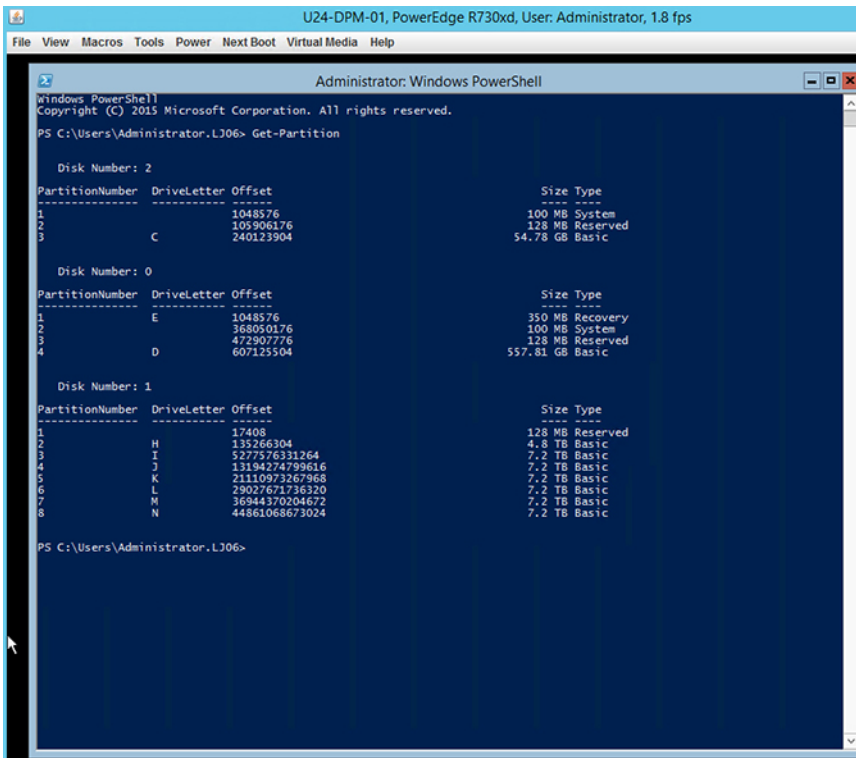 U24-DPM-01, PowerEdge R730xd, User: Administrator, 1.8 fps
File View Macros Tools Power Next Boot Virtual Media Help
Administrator: Windows PowerShell
Windows PowerShell
Copyright (C) 2015 Microsoft Corporation. All rights reserved.
PS C:\Users\Administrator.LJ06> Get-Partition
Disk Number: 2
PartitionNumber DriveLetter Offset Size Type
--------------- ----------- ------ ---- ----
1 1048576 100 MB System
2 105906176 128 MB Reserved
3 C 240123904 54.78 GB Basic
Disk Number: 0
PartitionNumber DriveLetter Offset Size Type
--------------- ----------- ------ ---- ----
1 E 1048576 350 MB Recovery
2 368050176 100 MB System
3 472907776 128 MB Reserved
4 D 607125504 557.81 GB Basic
Disk Number: 1
PartitionNumber DriveLetter Offset Size Type
--------------- ----------- ------ ---- ----
1 17408 128 MB Reserved
2 H 135266304 4.8 TB Basic
3 I 5277576331264 7.2 TB Basic
4 J 13194274799616 7.2 TB Basic
5 K 21110973267968 7.2 TB Basic
6 L 29027671736320 7.2 TB Basic
7 M 36944370204672 7.2 TB Basic
8 N 44861068673024 7.2 TB Basic
PS C:\Users\Administrator.LJ06>